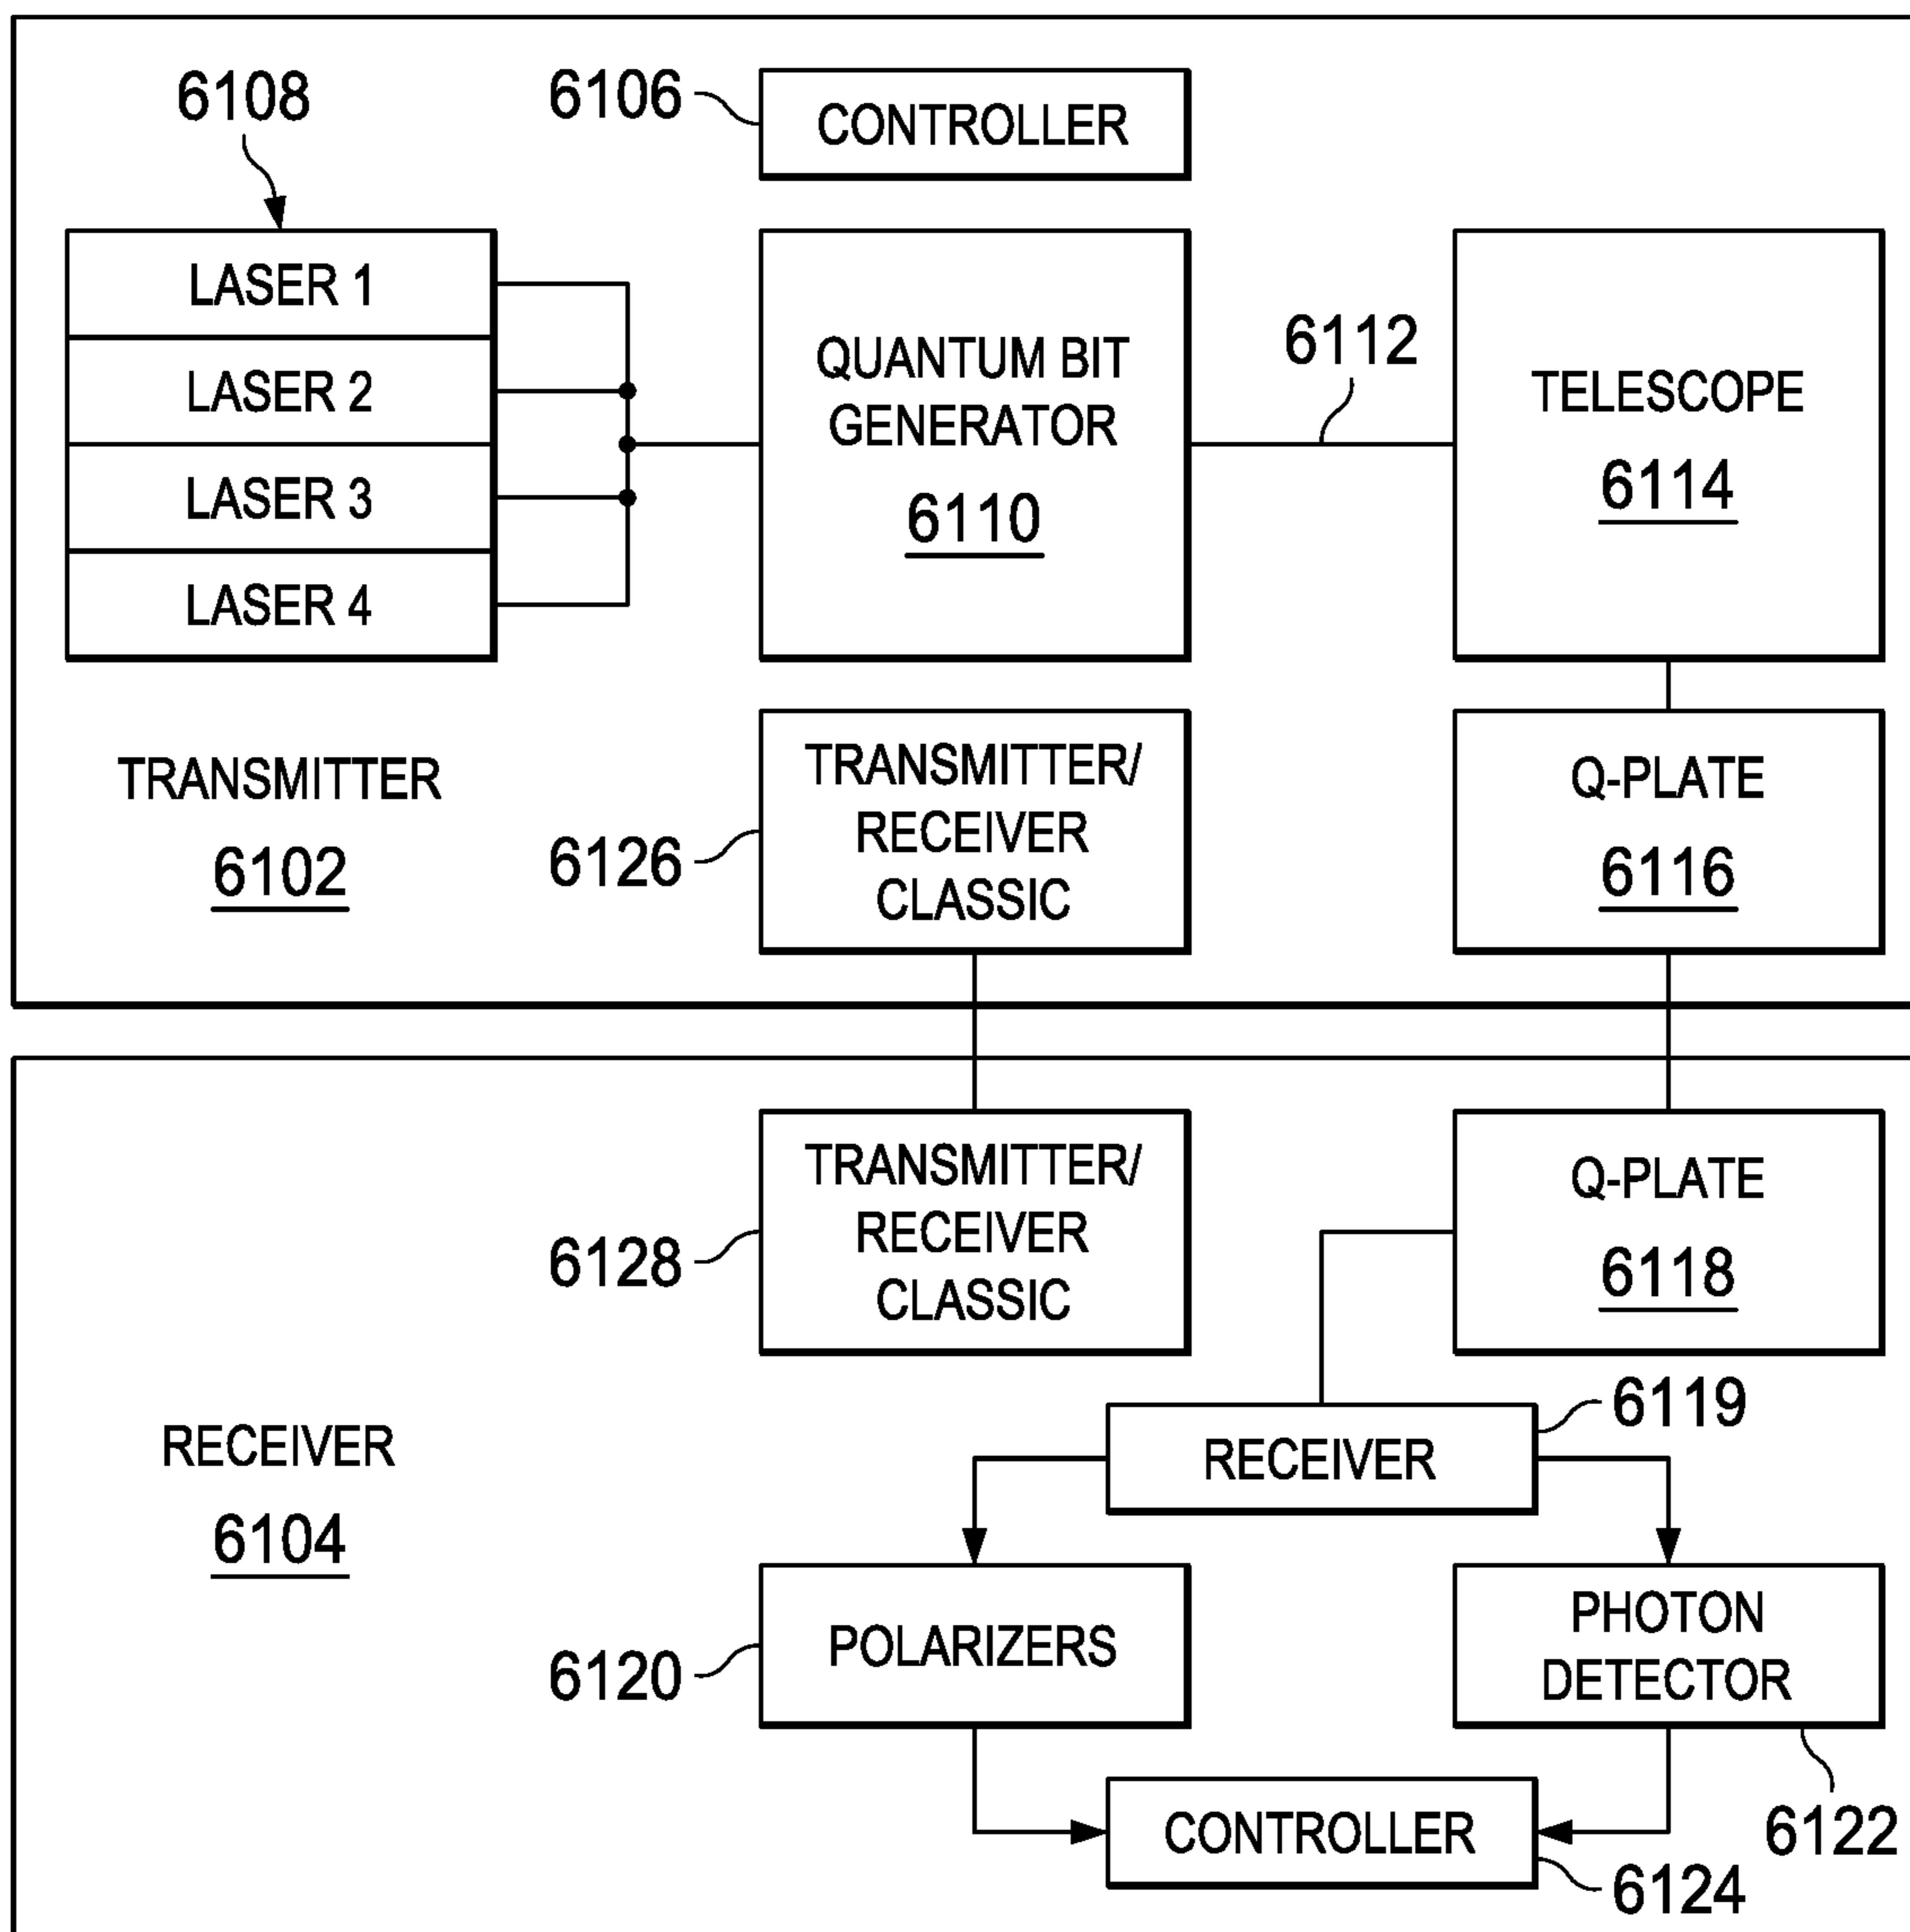 6108
6106
CONTROLLER
LASER 1
LASER 2
LASER 3
LASER 4
QUANTUM BIT
GENERATOR
6110
6112
TELESCOPE
6114
TRANSMITTER
6102
6126
TRANSMITTER/
RECEIVER
CLASSIC
Q-PLATE
6116
6128
TRANSMITTER/
RECEIVER
CLASSIC
Q-PLATE
6118
RECEIVER
6104
RECEIVER
6119
6120
POLARIZERS
PHOTON
DETECTOR
6122
CONTROLLER
6124